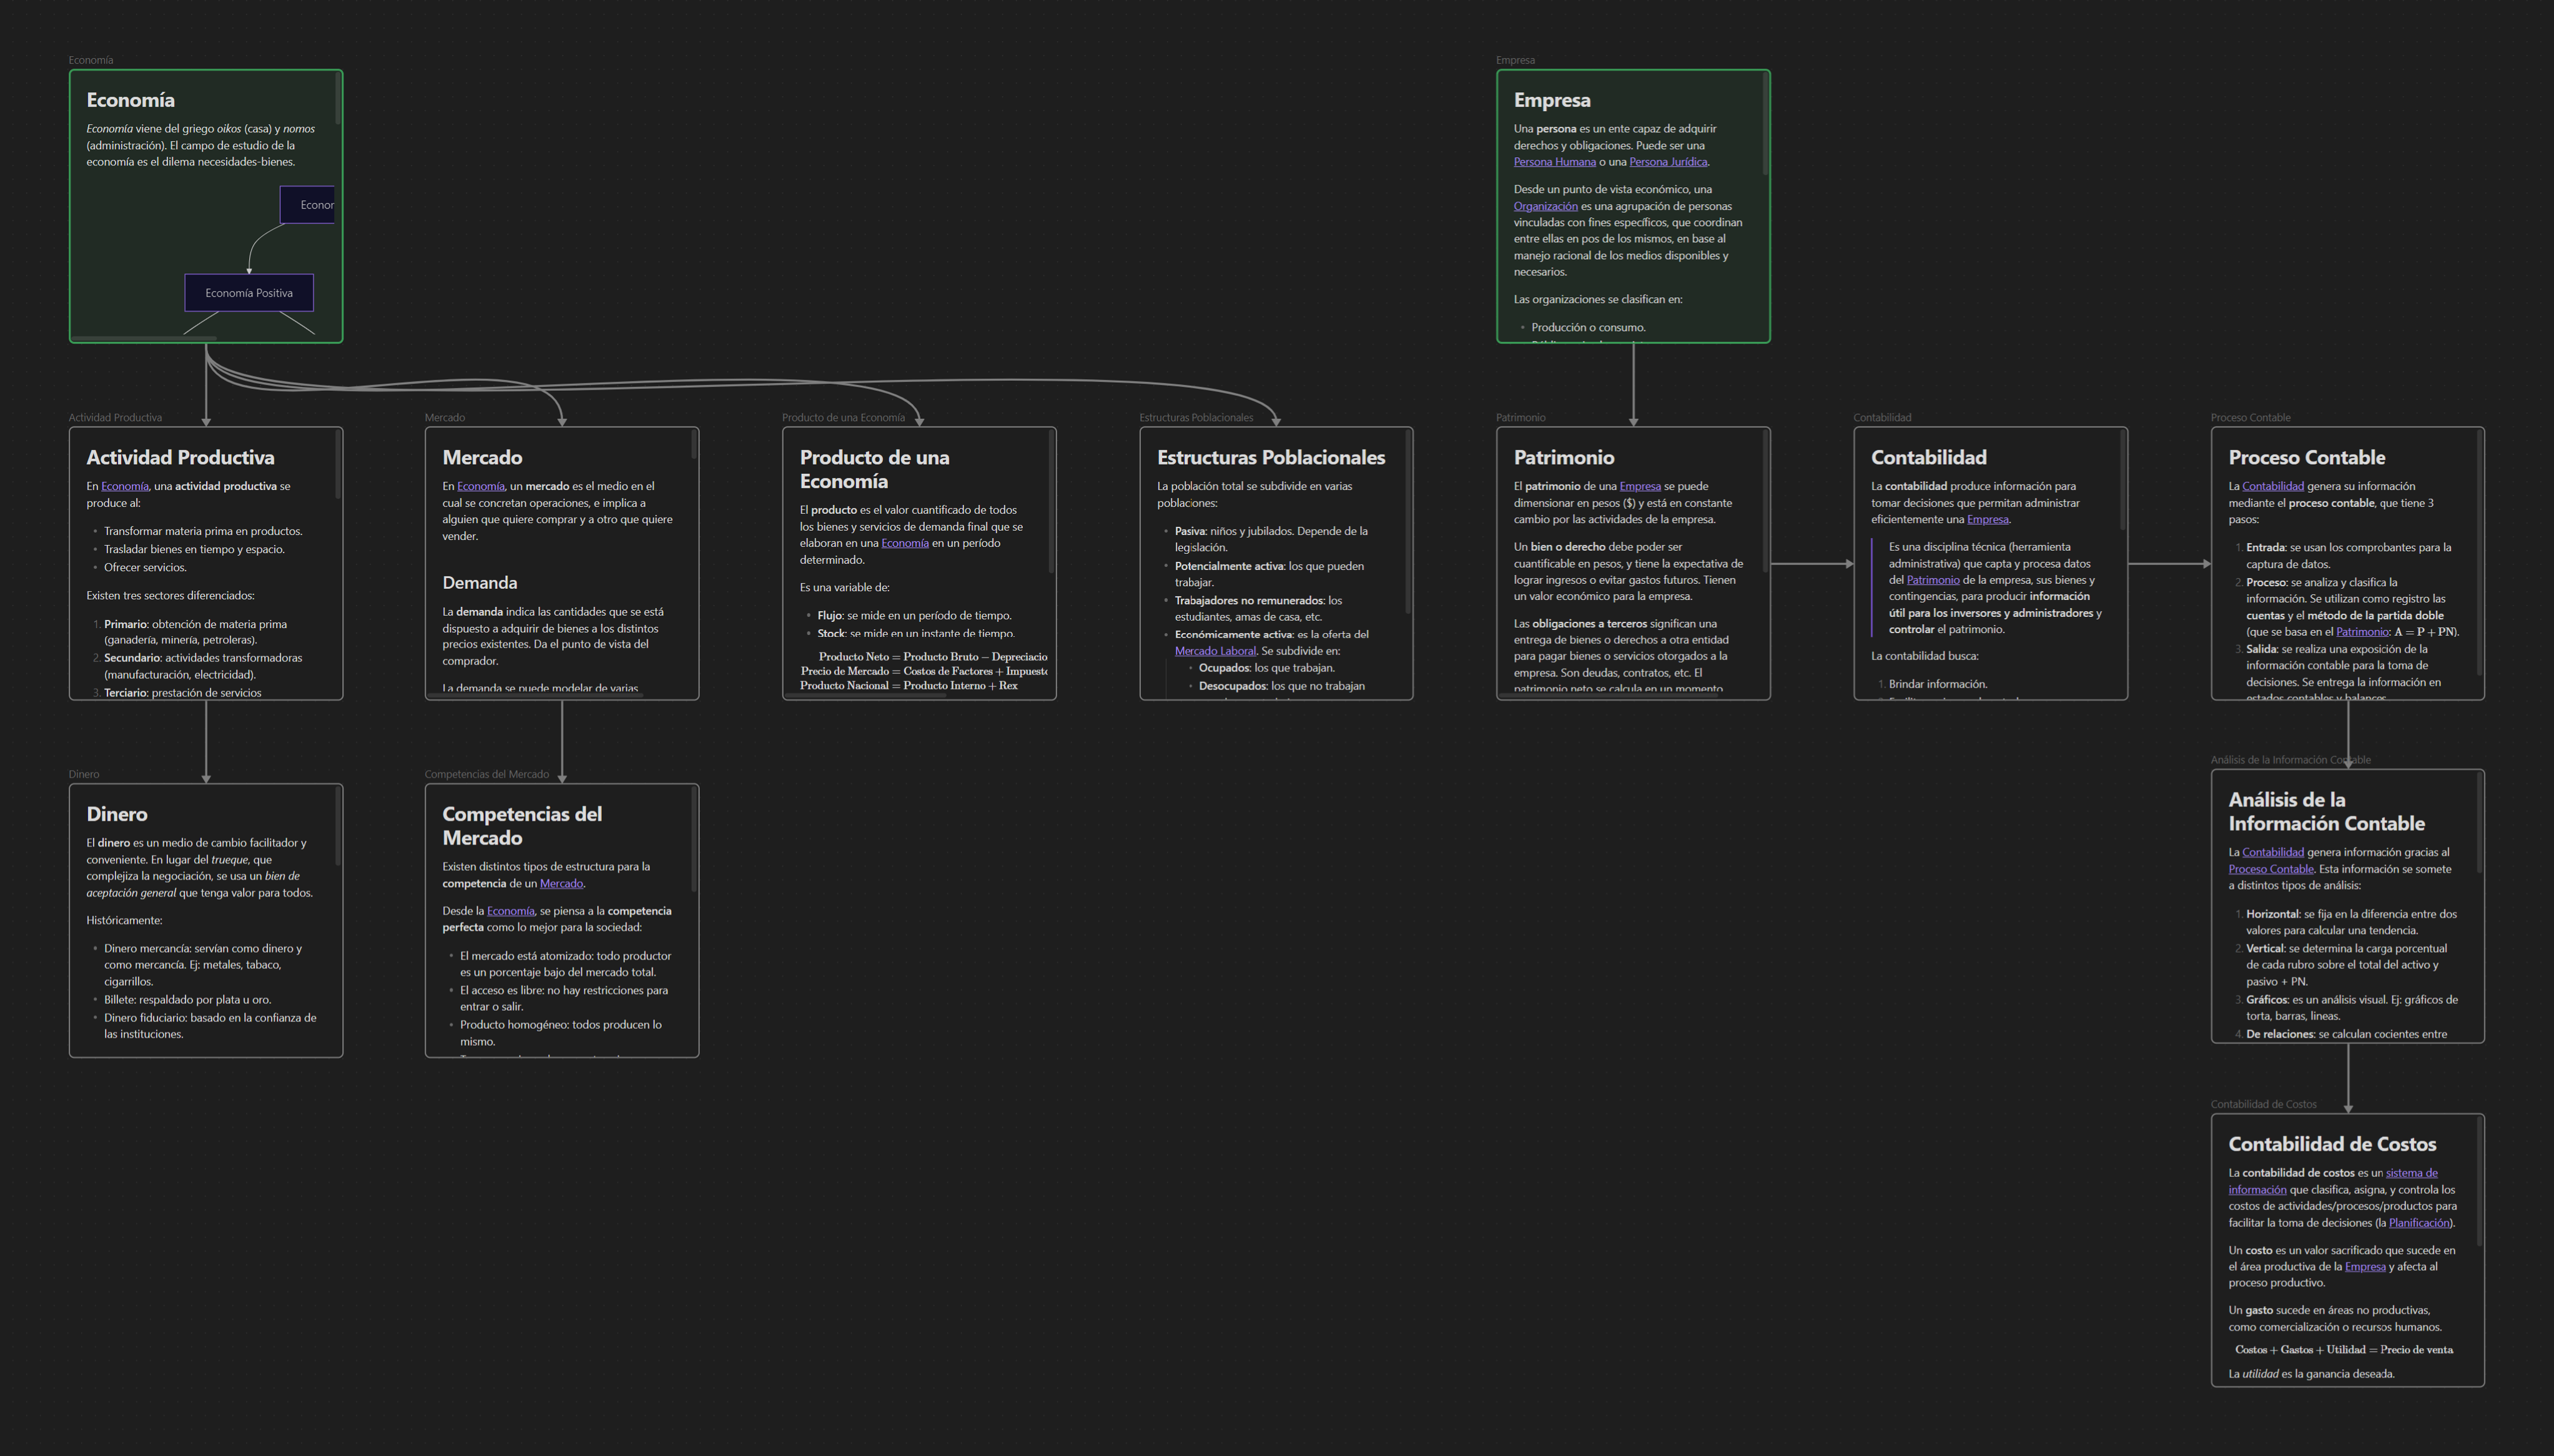 Economía
Economía
Economía viene del griego oikos (casa) y nomos
(administración). El campo de estudio de la
economía es el dilema necesidades-bienes.
Econor
Economía Positiva
Empresa
Empresa
Una persona es un ente capaz de adquirir
derechos y obligaciones. Puede ser una
Persona Humana o una Persona Jurídica.
Desde un punto de vista económico, una
Organización es una agrupación de personas
vinculadas con fines específicos, que coordinan
entre ellas en pos de los mismos, en base al
manejo racional de los medios disponibles y
necesarios.
Las organizaciones se clasifican en:
• Producción o consumo.
Actividad Productiva
Actividad Productiva
En Economía, una actividad productiva se
produce al:
• Transformar materia prima en productos.
• Trasladar bienes en tiempo y espacio.
• Ofrecer servicios.
Existen tres sectores diferenciados:
1. Primario: obtención de materia prima
(ganadería, minería, petroleras).
2. Secundario: actividades transformadoras
(manufacturación, electricidad).
3. Terciario: prestación de servicios
Mercado
Mercado
En Economía, un mercado es el medio en el
cual se concretan operaciones, e implica a
alguien que quiere comprar y a otro que quiere
vender.
Demanda
La demanda indica las cantidades que se está
dispuesto a adquirir de bienes a los distintos
precios existentes. Da el punto de vista del
comprador.
La demanda se puede modelar de varias
Producto de una Economía
Producto de una
Economía
El producto es el valor cuantificado de todos
los bienes y servicios de demanda final que se
elaboran en una Economía en un período
determinado.
Es una variable de:
• Flujo: se mide en un período de tiempo.
• Stock: se mide en un instante de tiempo.
Producto Neto = Producto Bruto − Depreciacio
Precio de Mercado = Costos de Factores + Impuest
Producto Nacional = Producto Interno + Rex
Estructuras Poblacionales
Estructuras Poblacionales
La población total se subdivide en varias
poblaciones:
• Pasiva: niños y jubilados. Depende de la
legislación.
• Potencialmente activa: los que pueden
trabajar.
• Trabajadores no remunerados: los
estudiantes, amas de casa, etc.
• Económicamente activa: es la oferta del
Mercado Laboral. Se subdivide en:
• Ocupados: los que trabajan.
• Desocupados: los que no trabajan
Patrimonio
Patrimonio
El patrimonio de una Empresa se puede
dimensionar en pesos ($) y está en constante
cambio por las actividades de la empresa.
Un bien o derecho debe poder ser
cuantificable en pesos, y tiene la expectativa de
lograr ingresos o evitar gastos futuros. Tienen
un valor económico para la empresa.
Las obligaciones a terceros significan una
entrega de bienes o derechos a otra entidad
para pagar bienes o servicios otorgados a la
empresa. Son deudas, contratos, etc. El
patrimonio neto se calcula en un momento
Contabilidad
Contabilidad
La contabilidad produce información para
tomar decisiones que permitan administrar
eficientemente una Empresa.
Es una disciplina técnica (herramienta
administrativa) que capta y procesa datos
del Patrimonio de la empresa, sus bienes y
contingencias, para producir información
útil para los inversores y administradores y
controlar el patrimonio.
La contabilidad busca:
1. Brindar información.
Proceso Contable
Proceso Contable
La Contabilidad genera su información
mediante el proceso contable, que tiene 3
pasos:
1. Entrada: se usan los comprobantes para la
captura de datos.
2. Proceso: se analiza y clasifica la
información. Se utilizan como registro las
cuentas y el método de la partida doble
(que se basa en el Patrimonio: A = P + PN).
3. Salida: se realiza una exposición de la
información contable para la toma de
decisiones. Se entrega la información en
estados contables y balances.
Dinero
Dinero
El dinero es un medio de cambio facilitador y
conveniente. En lugar del trueque, que
complejiza la negociación, se usa un bien de
aceptación general que tenga valor para todos.
Históricamente:
• Dinero mercancía: servían como dinero y
como mercancía. Ej: metales, tabaco,
cigarrillos.
• Billete: respaldado por plata u oro.
• Dinero fiduciario: basado en la confianza de
las instituciones.
Competencias del Mercado
Competencias del
Mercado
Existen distintos tipos de estructura para la
competencia de un Mercado.
Desde la Economía, se piensa a la competencia
perfecta como lo mejor para la sociedad:
• El mercado está atomizado: todo productor
es un porcentaje bajo del mercado total.
• El acceso es libre: no hay restricciones para
entrar o salir.
• Producto homogéneo: todos producen lo
mismo.
Análisis de la Información Contable
Análisis de la
Información Contable
La Contabilidad genera información gracias al
Proceso Contable. Esta información se somete
a distintos tipos de análisis:
1. Horizontal: se fija en la diferencia entre dos
valores para calcular una tendencia.
2. Vertical: se determina la carga porcentual
de cada rubro sobre el total del activo y
pasivo + PN.
3. Gráficos: es un análisis visual. Ej: gráficos de
torta, barras, líneas.
4. De relaciones: se calculan cocientes entre
Contabilidad de Costos
Contabilidad de Costos
La contabilidad de costos es un sistema de
información que clasifica, asigna, y controla los
costos de actividades/procesos/productos para
facilitar la toma de decisiones (la Planificación).
Un costo es un valor sacrificado que sucede en
el área productiva de la Empresa y afecta al
proceso productivo.
Un gasto sucede en áreas no productivas,
como comercialización o recursos humanos.
Costos + Gastos + Utilidad = Precio de venta
La utilidad es la ganancia deseada.